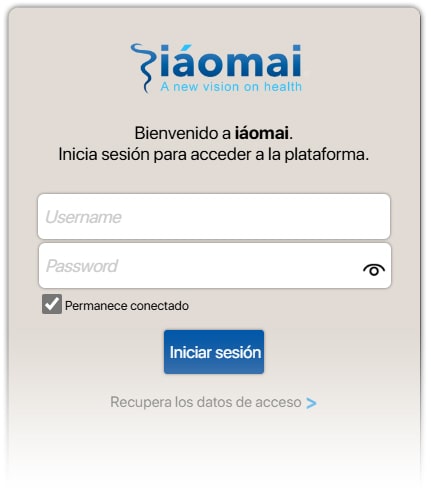 iáomai
A new vision on health
Bienvenido a iáomai.
Inicia sesión para acceder a la plataforma.
Username
Password
Permanece conectado
Iniciar sesión
Recupera los datos de acceso >